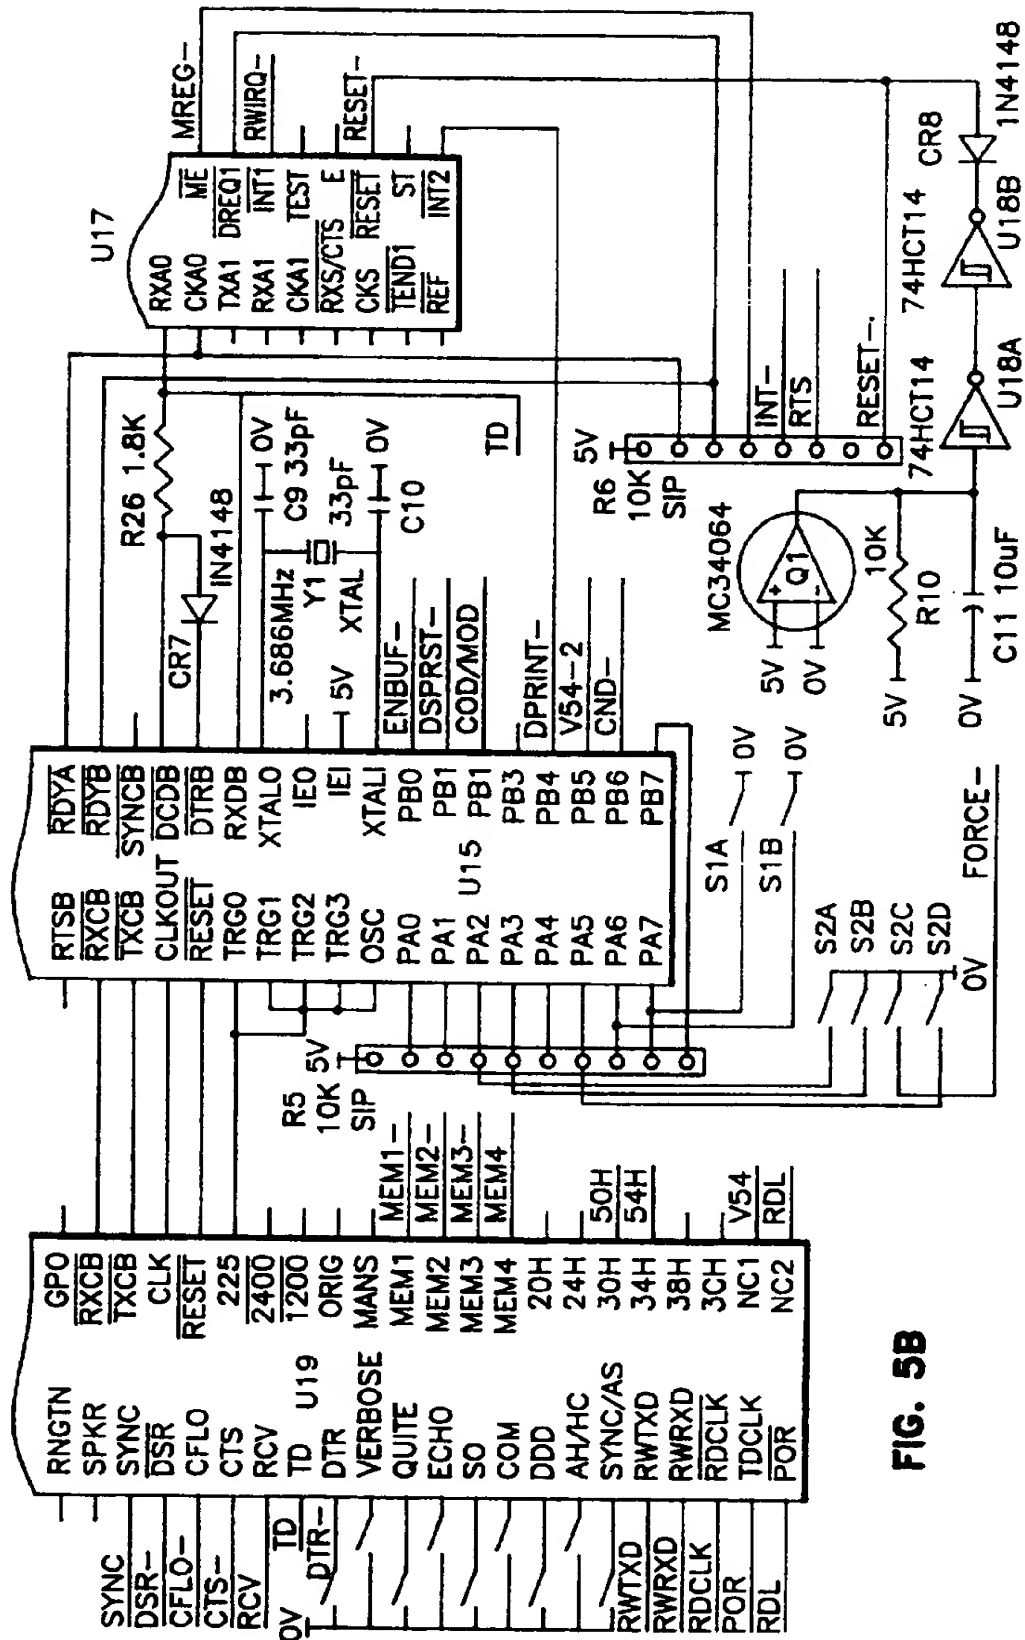 RNGTN
SPKR
SYNC
DSR
CFLO
CTS
RCV
TD
DTR
VERBOSE
QUITE
ECHO
SO
COM
DDD
AH/HC
SYNC/AS
RWTXD
RWRXD
RDCLK
TDCLK
POR
U19
GPO
RXCB
TXCB
CLK
RESET
225
2400
1200
ORIG
MANS
MEM1
MEM2
MEM3
MEM4
20H
24H
30H
34H
38H
3CH
NC1
NC2
SYNC
DSR-
CFLO-
CTS-
RCV
TD
DTR-
0V
RWTXD
RWRXD
RDCLK
POR
RDL
MEM1-
MEM2-
MEM3-
MEM4
50H
54H
V54
RDL
R5
10K
SIP
5V
RTSB
RXCB
TXCB
CLKOUT
RESET
TRG0
TRG1
TRG2
TRG3
OSC
PA0
PA1
PA2
PA3
PA4
PA5
PA6
PA7
U15
RDYA
RDYB
SYNCB
DCDB
DTRB
RXDB
XTALO
IEO
IEI
XTALI
PB0
PB1
PB1
PB3
PB4
PB5
PB6
PB7
S2A
S2B
S2C
S2D
0V
FORCE-
S1A
S1B
0V
0V
CR7
IN4148
R26 1.8K
3.686MHz
Y1
XTAL
5V
0V
C9 33pF
33pF
0V
C10
ENBUF-
DSPRST-
COD/MOD
DPRINT-
V54-2
CND-
TD
U17
RXA0
CKA0
TXA1
RXA1
CKA1
RXS/CTS
CKS
TEND1
REF
ME
DREQ1
INT1
TEST
E
RESET
ST
INT2
MREG-
RWIRQ-
RESET-
R6
10K
SIP
5V
INT-
RTS
RESET-
MC34064
Q1
+
-
5V
0V
10K
R10
5V
0V
C11 10uF
74HCT14
U18A
74HCT14
U18B
CR8
1N4148
FIG. 5B